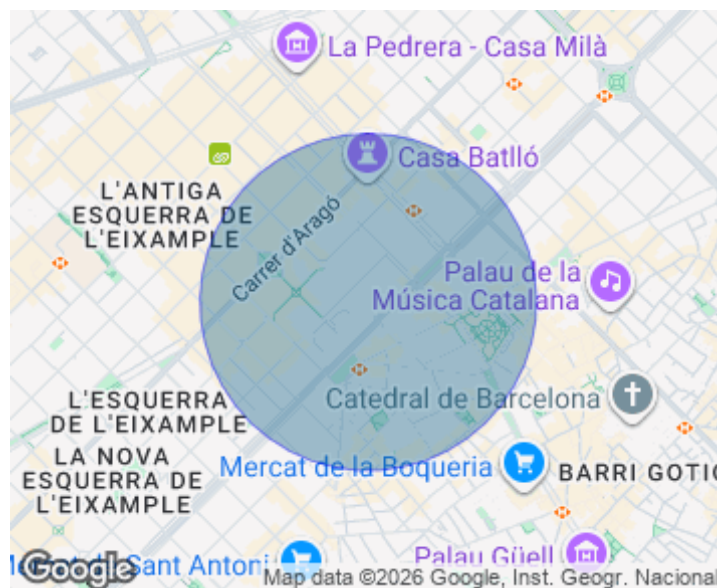 La Pedrera - Casa Milà
Casa Batlló
L'ANTIGA
ESQUERRA DE
L'EIXAMPLE
Carrer d'Aragó
Palau de la
Música Catalana
L'ESQUERRA
DE L'EIXAMPLE
Catedral de Barcelona
LA NOVA
ESQUERRA DE
L'EIXAMPLE
Mercat de la Boqueria
BARRI GOTIC
Sant Antoni
Palau Güell
Google
Map data ©2026 Google, Inst. Geogr. Nacional